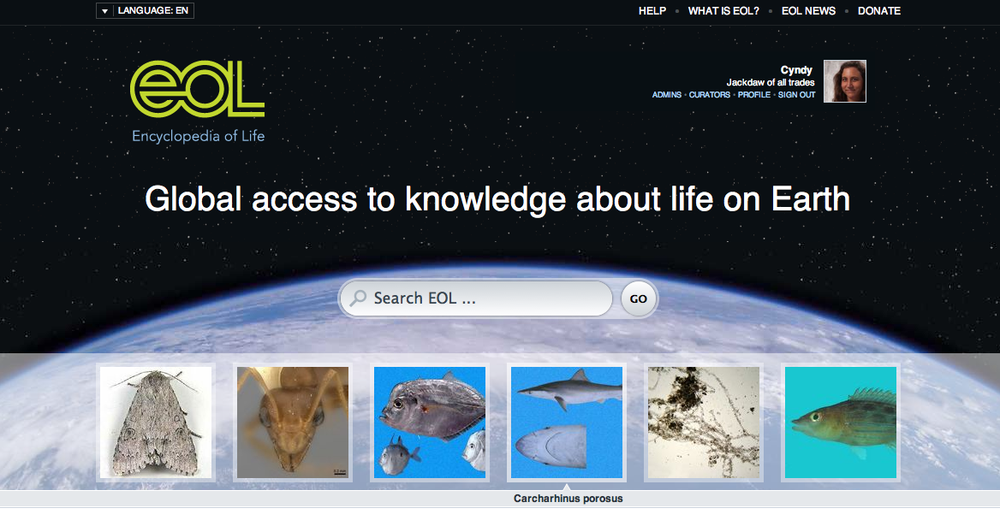 LANGUAGE: EN
HELP • WHAT IS EOL? • EOL NEWS • DONATE
eoL
Encyclopedia of Life
Cyndy
Jackdaw of all trades
ADMINS • CURATORS • PROFILE • SIGN OUT
Global access to knowledge about life on Earth
Search EOL ...
GO
Carcharhinus porosus